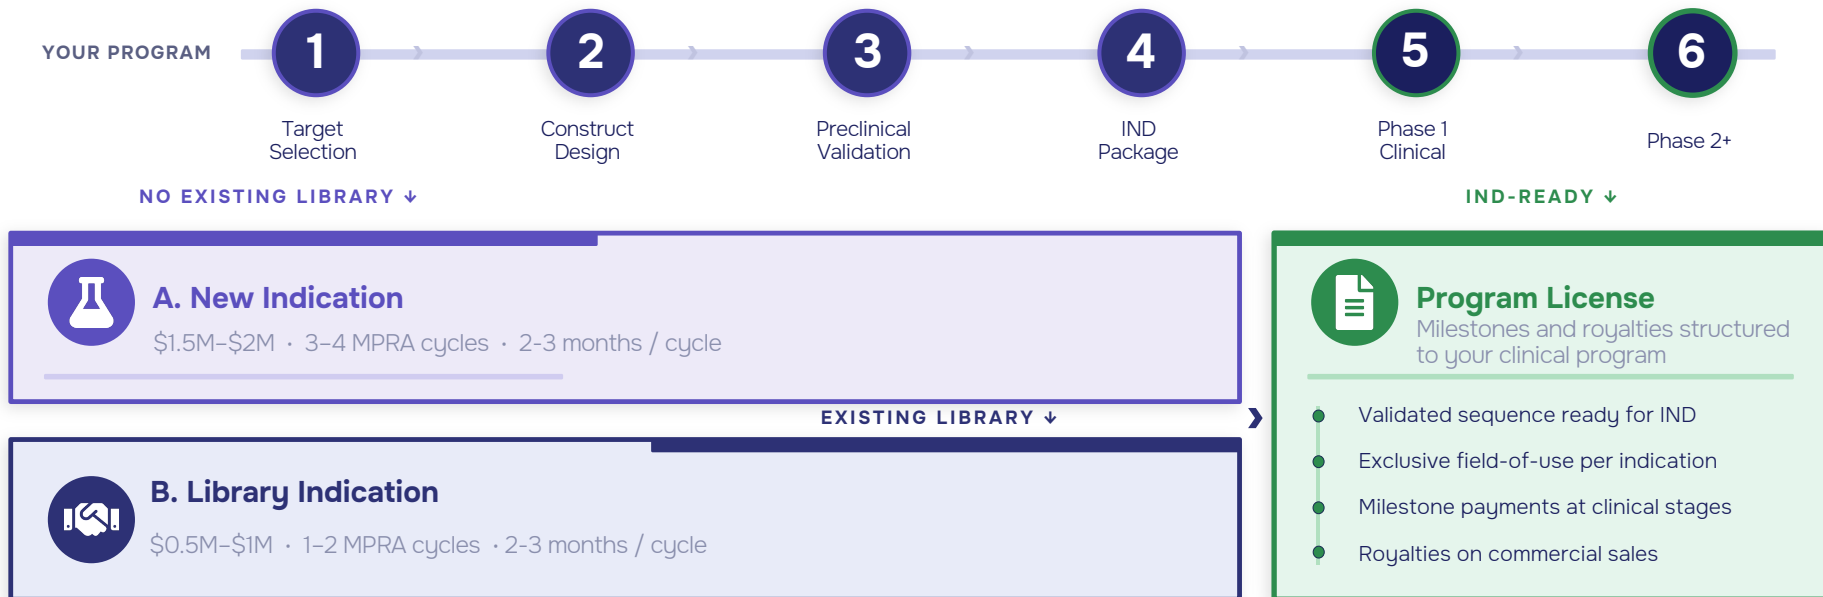 YOUR PROGRAM
1
2
3
4
5
6
Target
Selection
Construct
Design
Preclinical
Validation
IND
Package
Phase 1
Clinical
Phase 2+
NO EXISTING LIBRARY ↓
IND-READY ↓
A. New Indication
$1.5M–$2M · 3–4 MPRA cycles · 2-3 months / cycle
EXISTING LIBRARY ↓
B. Library Indication
$0.5M–$1M · 1–2 MPRA cycles · 2-3 months / cycle
Program License
Milestones and royalties structured
to your clinical program
Validated sequence ready for IND
Exclusive field-of-use per indication
Milestone payments at clinical stages
Royalties on commercial sales